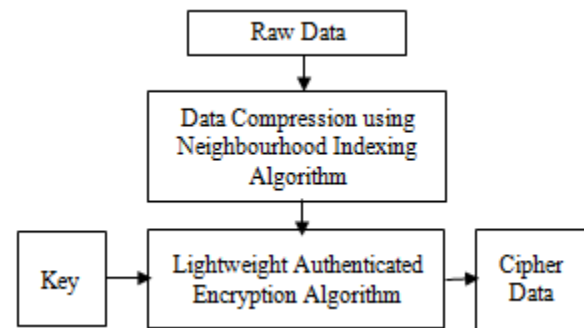 Raw Data
Data Compression using
Neighbourhood Indexing
Algorithm
Key
Lightweight Authenticated
Encryption Algorithm
Cipher
Data